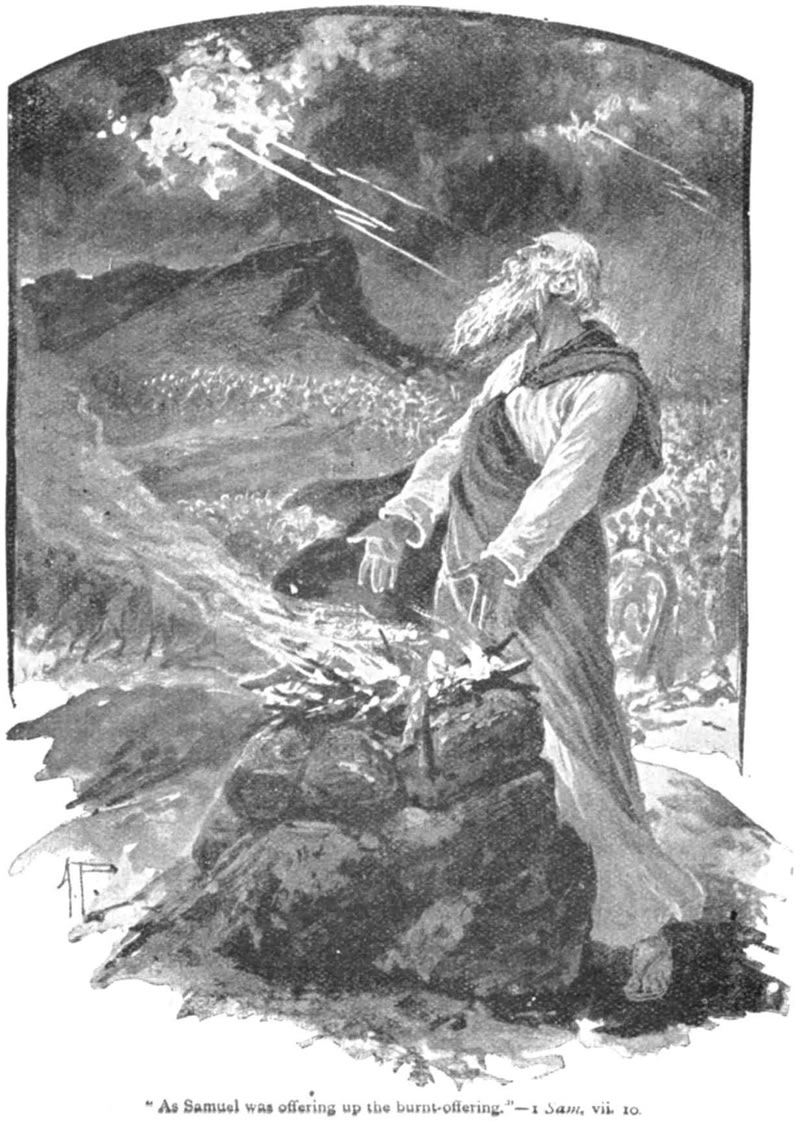 "As Samuel was offering up the burnt-offering."—1 Sam. vii. 10.